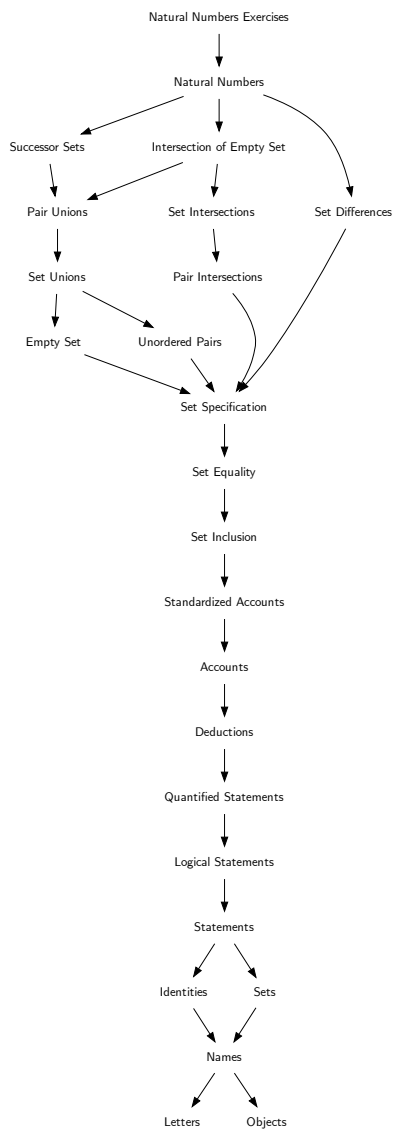 Natural Numbers Exercises
Natural Numbers
Successor Sets
Intersection of Empty Set
Pair Unions
Set Intersections
Set Differences
Set Unions
Pair Intersections
Empty Set
Unordered Pairs
Set Specification
Set Equality
Set Inclusion
Standardized Accounts
Accounts
Deductions
Quantified Statements
Logical Statements
Statements
Identities
Sets
Names
Letters
Objects